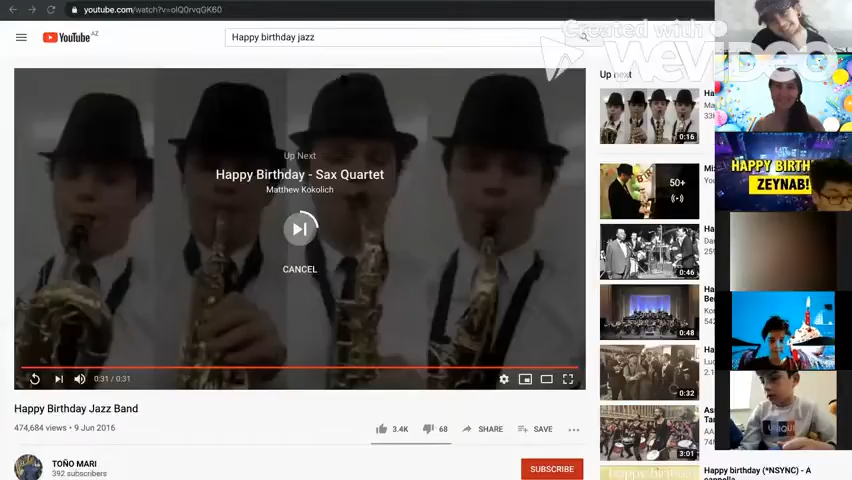 youtube.com/watch?v=olQ0rvqGK60
YouTube AZ
Happy birthday jazz
Created with
WeVideo
Up next
Up Next
Happy Birthday - Sax Quartet
Matthew Kokolich
CANCEL
0:31 / 0:31
Happy Birthday Jazz Band
474,684 views • 9 Jun 2016
3.4K
68
SHARE
SAVE
TOÑO MARI
392 subscribers
SUBSCRIBE
0:16
50+
0:46
0:48
0:32
3:01
Happy birthday (*NSYNC) - A
HAPPY BIRTH
ZEYNAB!